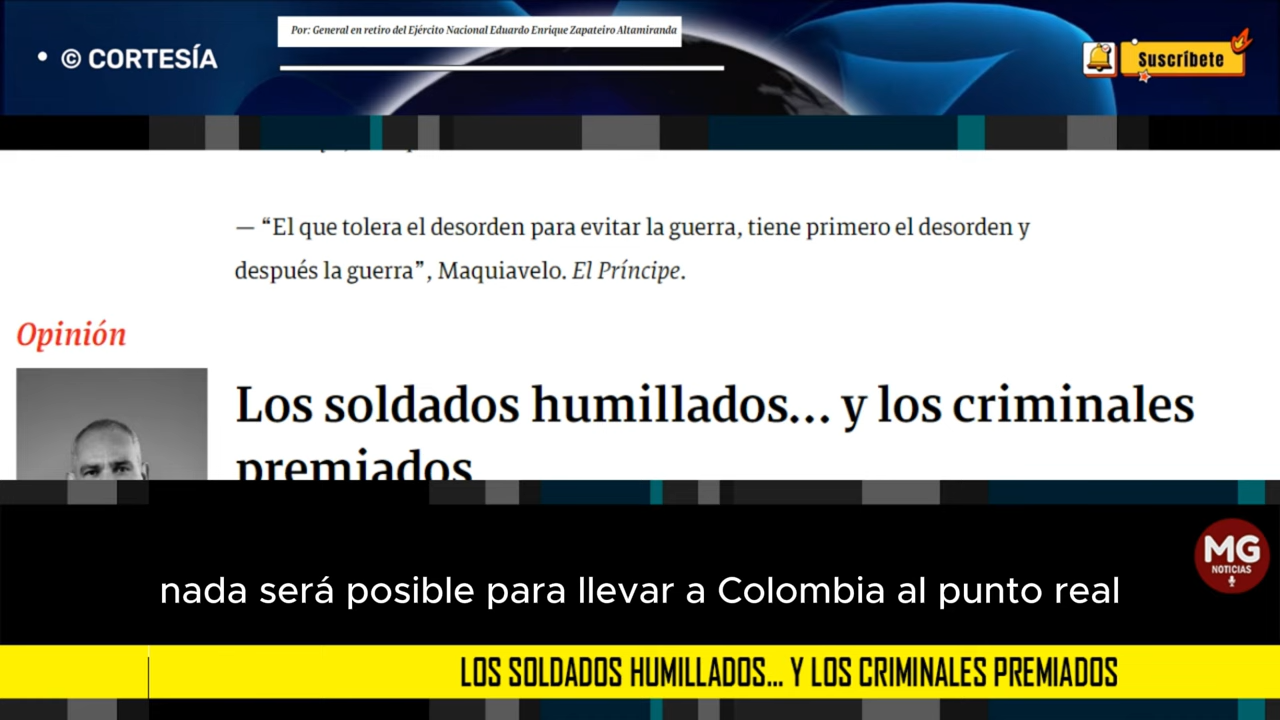 Por: General en retiro del Ejército Nacional Eduardo Enrique Zapateiro Altamiranda
• © CORTESÍA
Suscríbete
— “El que tolera el desorden para evitar la guerra, tiene primero el desorden y
después la guerra”, Maquiavelo. El Príncipe.
Opinión
Los soldados humillados... y los criminales
premiados
MG
NOTICIAS
nada será posible para llevar a Colombia al punto real
LOS SOLDADOS HUMILLADOS... Y LOS CRIMINALES PREMIADOS